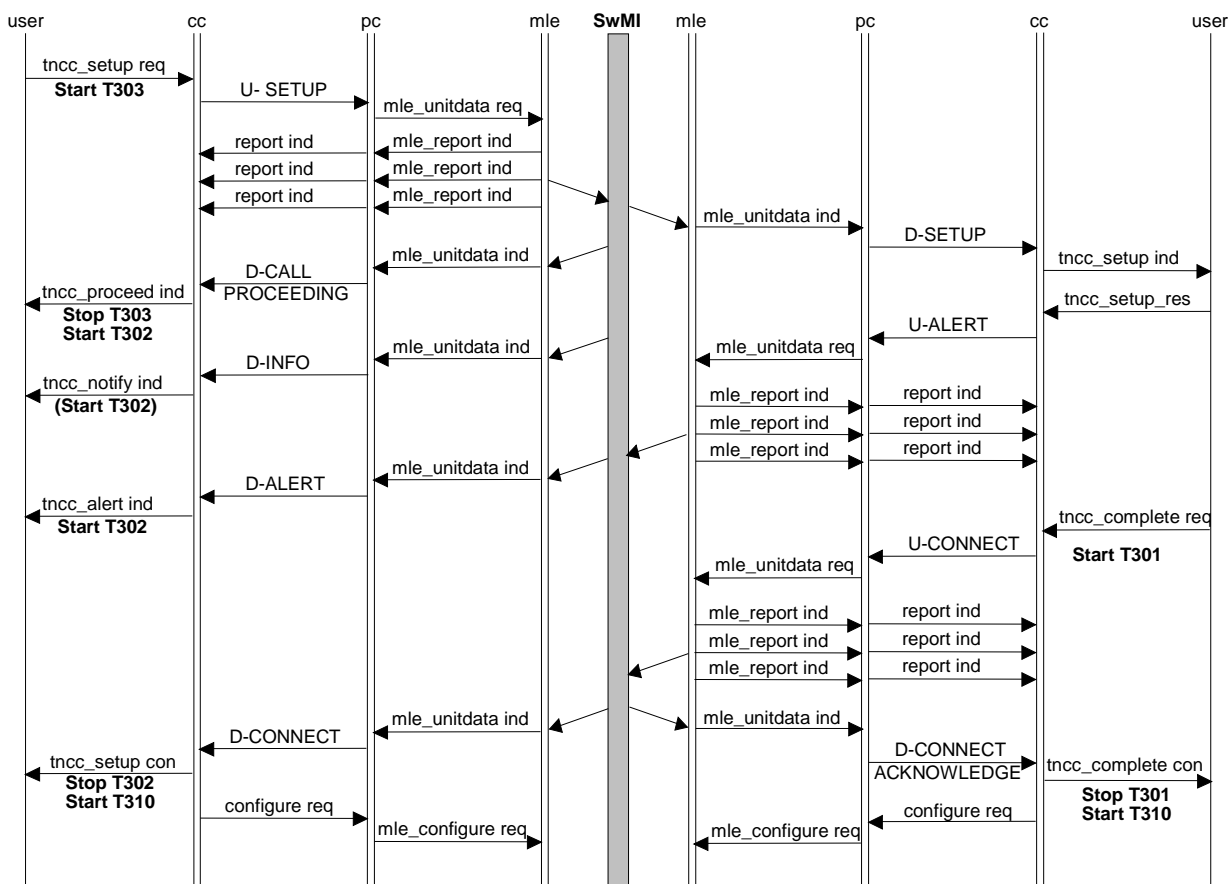 user cc pc mle SwMI mle pc cc user
tncc_setup req
Start T303
U- SETUP
mle_unitdata req
report ind mle_report ind
report ind mle_report ind
report ind mle_report ind
mle_unitdata ind
D-SETUP
tncc_setup ind
mle_unitdata ind
D-CALL
PROCEEDING
tncc_proceed ind
Stop T303
Start T302
tncc_setup_res
U-ALERT
mle_unitdata req
mle_unitdata ind
D-INFO
tncc_notify ind
(Start T302)
mle_report ind report ind
mle_report ind report ind
mle_report ind report ind
mle_unitdata ind
D-ALERT
tncc_alert ind
Start T302
tncc_complete req
Start T301
U-CONNECT
mle_unitdata req
mle_report ind report ind
mle_report ind report ind
mle_report ind report ind
mle_unitdata ind
mle_unitdata ind
D-CONNECT
tncc_setup con
Stop T302
Start T310
D-CONNECT
ACKNOWLEDGE
tncc_complete con
Stop T301
Start T310
configure req
mle_configure req
configure req
mle_configure req